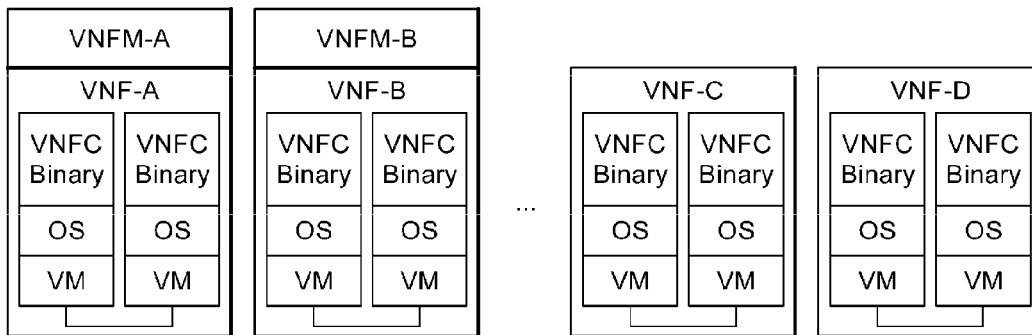 VNFM-A
VNFM-B
VNF-A
VNF-B
VNF-C
VNF-D
VNFC Binary
VNFC Binary
VNFC Binary
VNFC Binary
VNFC Binary
VNFC Binary
VNFC Binary
VNFC Binary
...
OS
OS
OS
OS
OS
OS
OS
OS
VM
VM
VM
VM
VM
VM
VM
VM